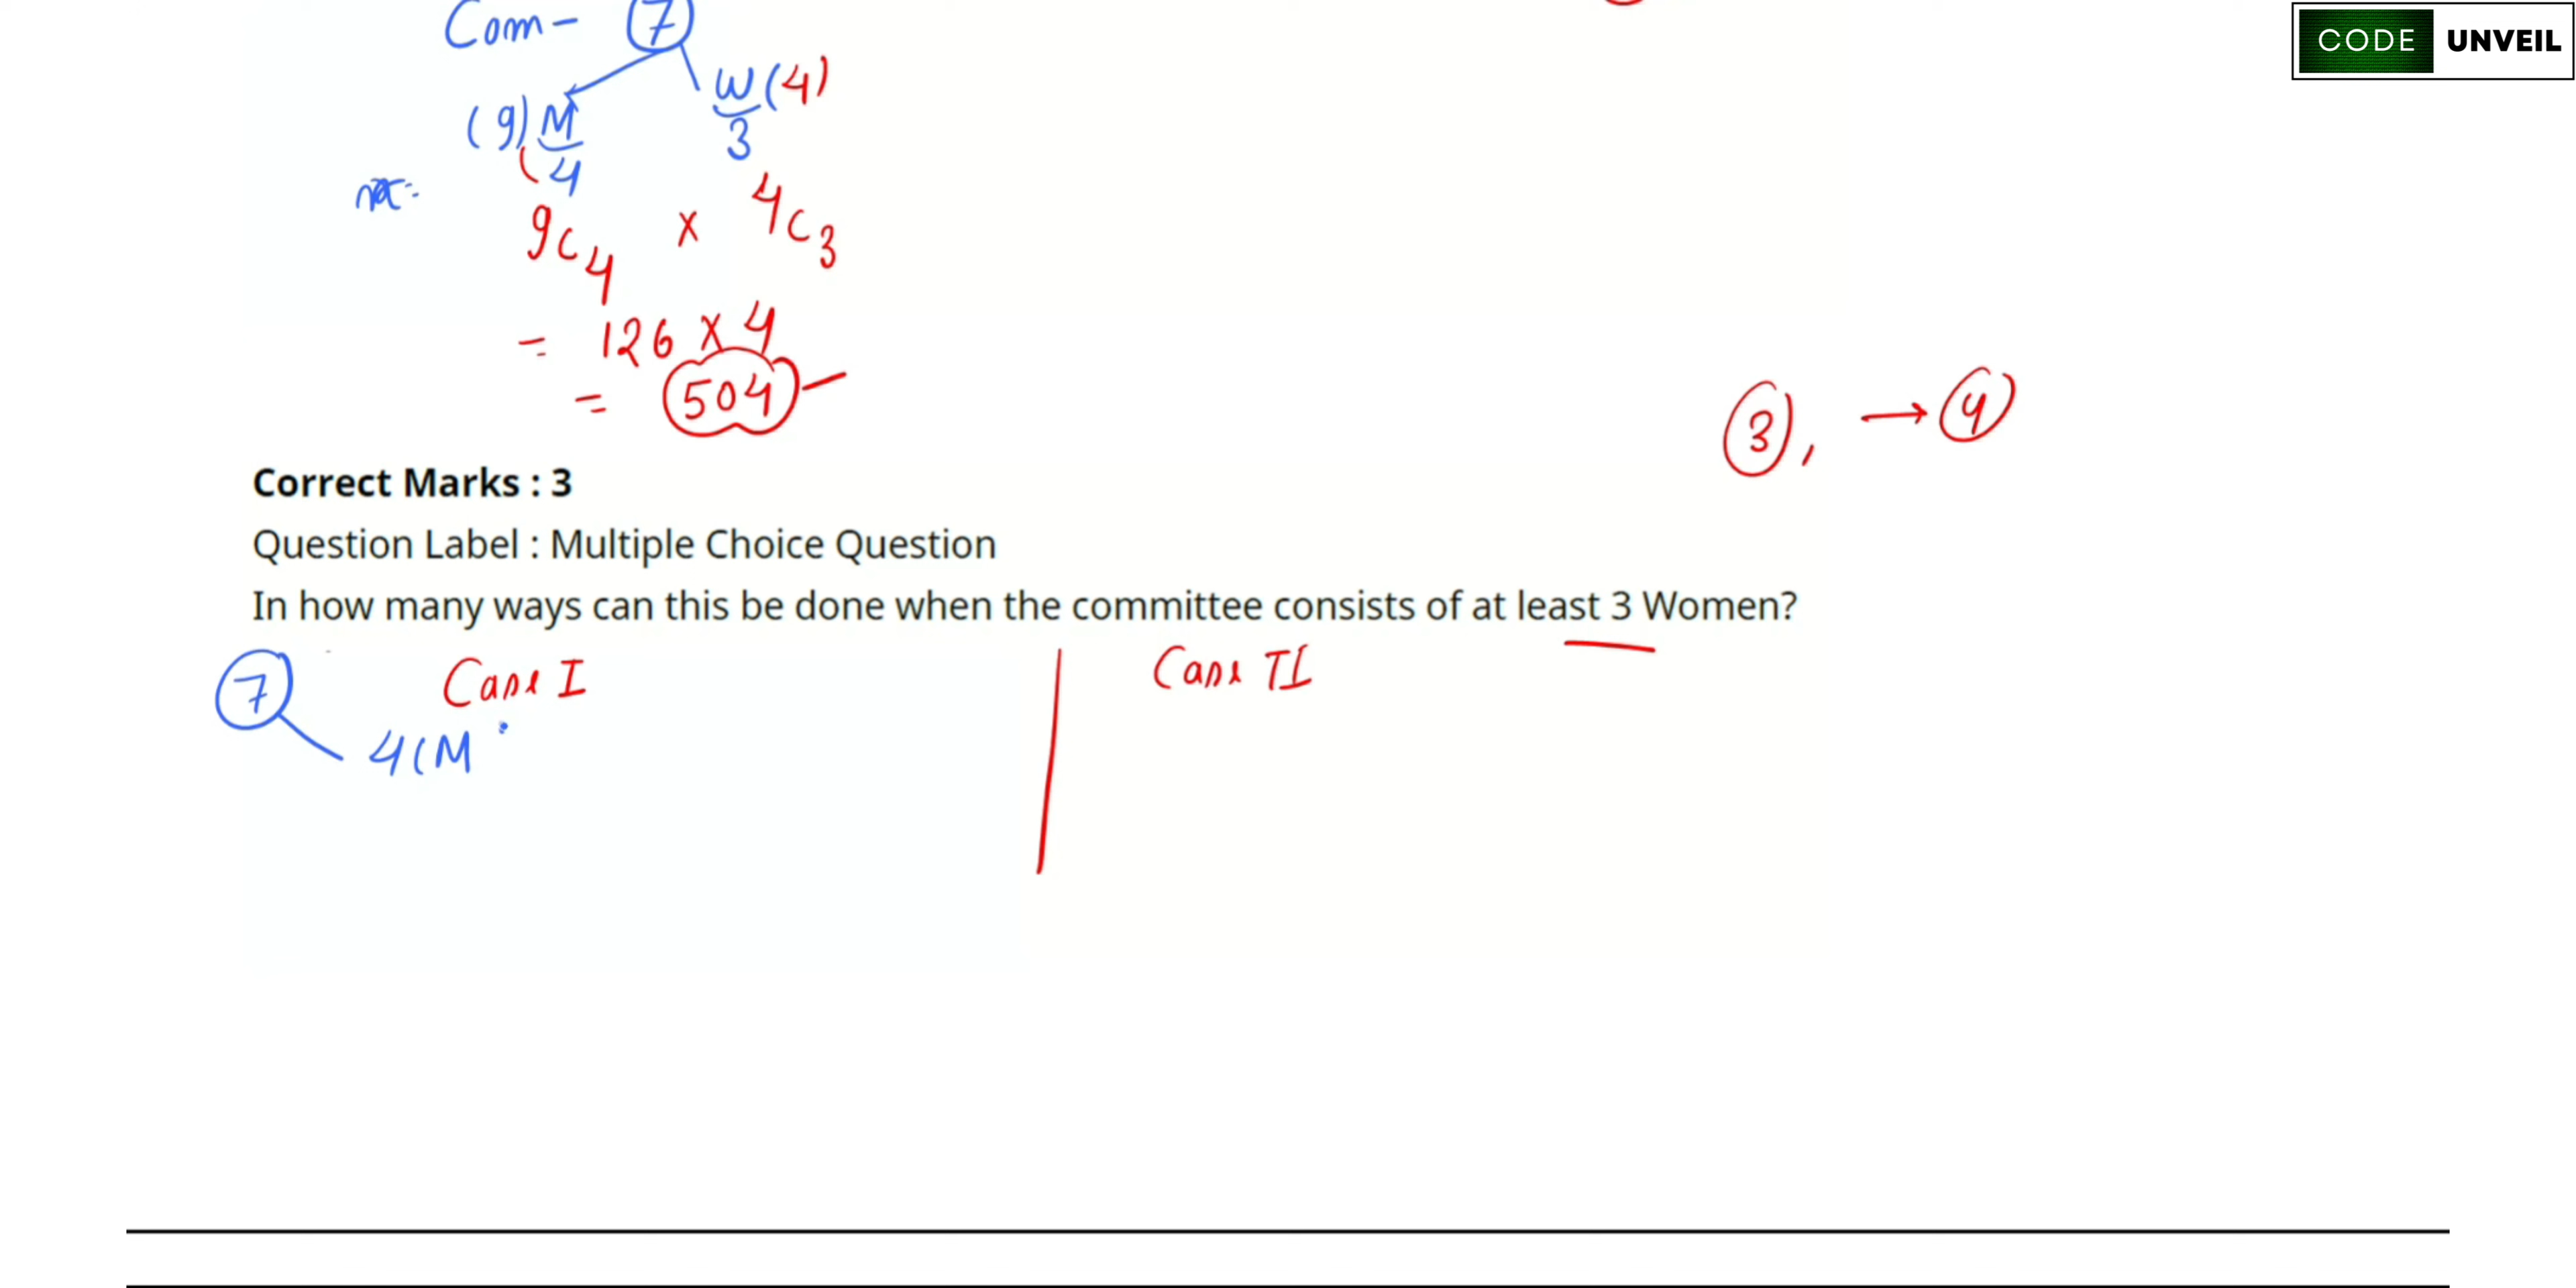 CODE UNVEIL
Com - 7
(9) M W (4)
4 3
9c4 × 4c3
= 126 × 4
= 504
3, → 4
Correct Marks : 3
Question Label : Multiple Choice Question
In how many ways can this be done when the committee consists of at least 3 Women?
7 Case I Case II
4 (M